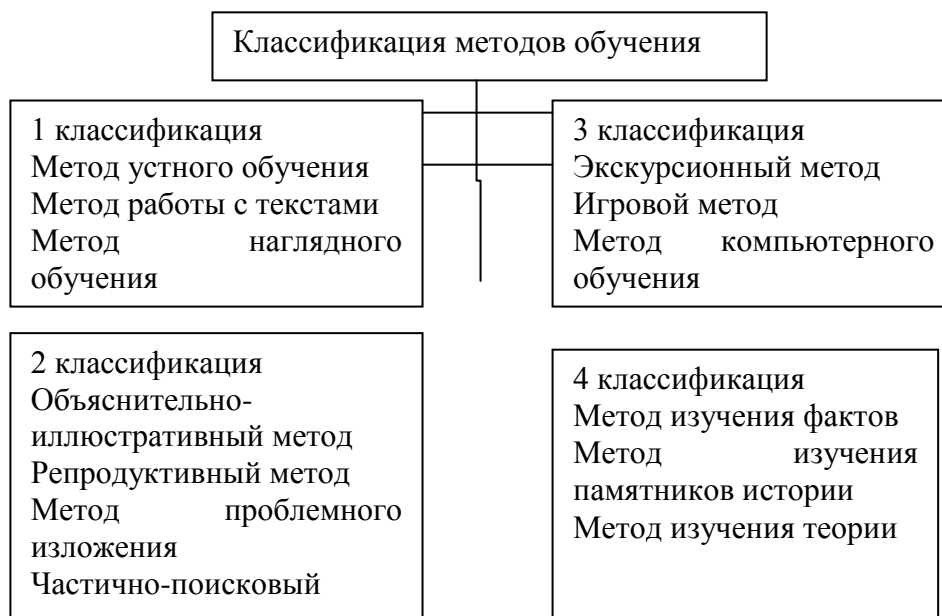 Классификация методов обучения
1 классификация
Метод устного обучения
Метод работы с текстами
Метод наглядного
обучения
3 классификация
Экскурсионный метод
Игровой метод
Метод компьютерного
обучения
2 классификация
Объяснительно-
иллюстративный метод
Репродуктивный метод
Метод проблемного
изложения
Частично-поисковый
4 классификация
Метод изучения фактов
Метод изучения
памятников истории
Метод изучения теории